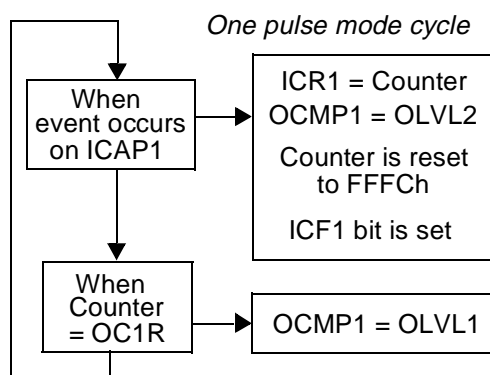 One pulse mode cycle
When
event occurs
on ICAP1
ICR1 = Counter
OCMP1 = OLVL2
Counter is reset
to FFFCh
ICF1 bit is set
When
Counter
= OC1R
OCMP1 = OLVL1